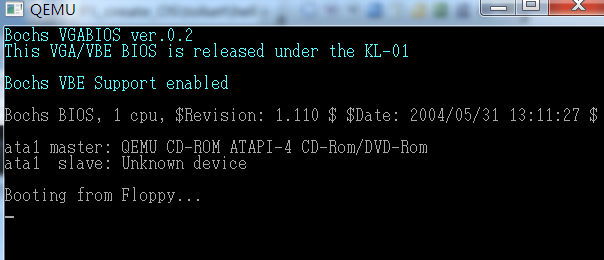 QEMU
Bochs VGABIOS ver.0.2
This VGA/VBE BIOS is released under the KL-01
Bochs VBE Support enabled
Bochs BIOS, 1 cpu, $Revision: 1.110 $ $Date: 2004/05/31 13:11:27 $
ata1 master: QEMU CD-ROM ATAPI-4 CD-Rom/DVD-Rom
ata1  slave: Unknown device
Booting from Floppy...